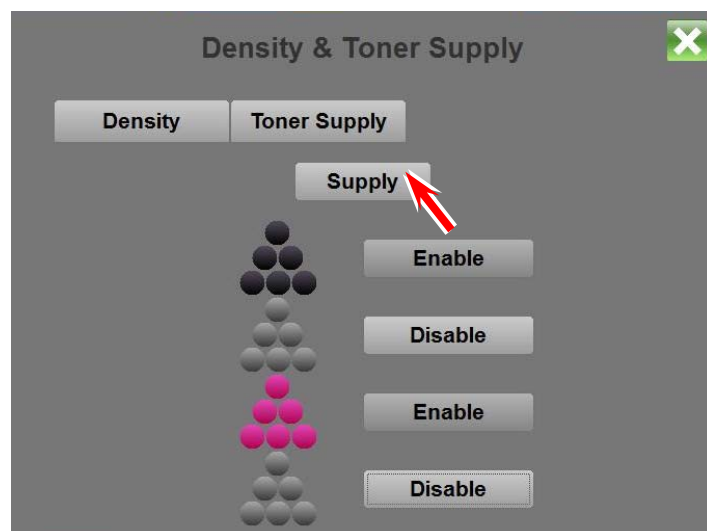 Density & Toner Supply
Density
Toner Supply
Supply
Enable
Disable
Enable
Disable